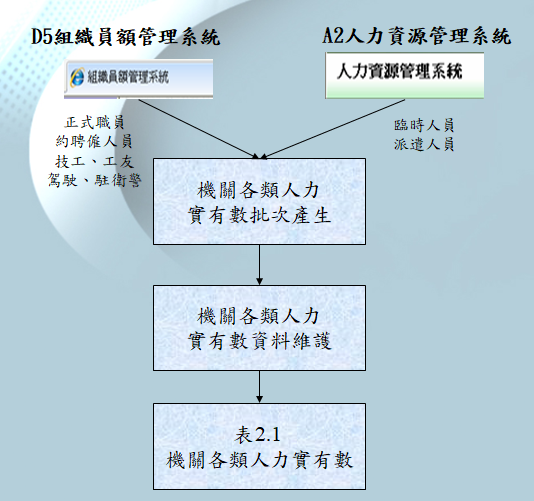 D5組織員額管理系統
A2人力資源管理系統
組織員額管理系統
人力資源管理系統
正式職員
約聘僱人員
技工、工友
駕駛、駐衛警
臨時人員
派遣人員
機關各類人力
實有數批次產生
機關各類人力
實有數資料維護
表2.1
機關各類人力實有數